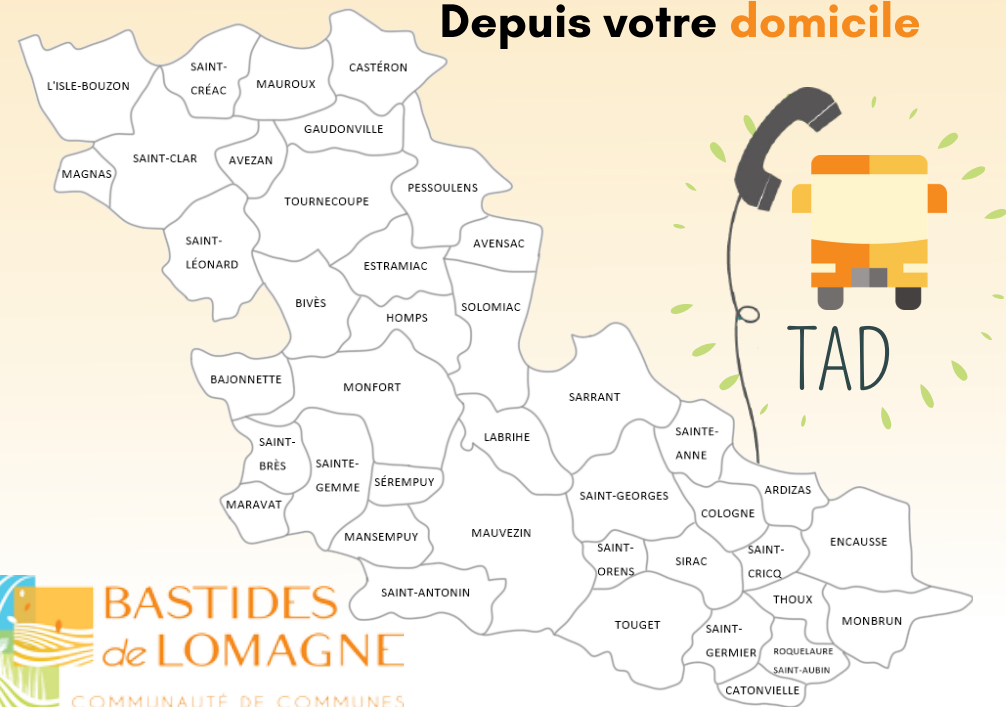 Depuis votre domicile
L'ISLE-BOUZON
SAINT-
CRÉAC
MAUROUX
CASTÉRON
GAUDONVILLE
MAGNAS
SAINT-CLAR
AVEZAN
TOURNECOUPE
PESSOULENS
SAINT-
LÉONARD
AVENSAC
ESTRAMIAC
BIVÈS
HOMPS
SOLOMIAC
TAD
BAJONNETTE
MONFORT
SARRANT
SAINT-
BRÈS
SAINTE-
GEMME
SÉREMPUY
LABRIHE
SAINTE-
ANNE
MARAVAT
MANSEMPUY
MAUVEZIN
SAINT-GEORGES
COLOGNE
ARDIZAS
ENCAUSSE
SAINT-
ORENS
SIRAC
SAINT-
CRICQ
SAINT-ANTONIN
TOUGET
THOUX
MONBRUN
SAINT-
GERMIER
ROQUELAURE
SAINT-AUBIN
CATONVIELLE
BASTIDES
de LOMAGNE
COMMUNAUTÉ DE COMMUNES